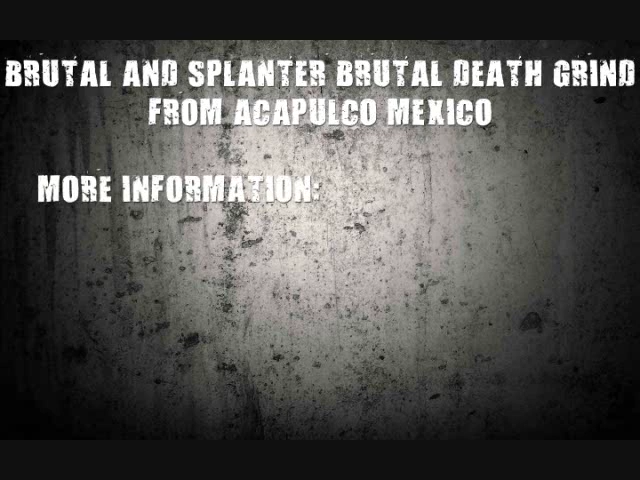 BRUTAL AND SPLANTER BRUTAL DEATH GRIND
FROM ACAPULCO MEXICO
MORE INFORMATION: